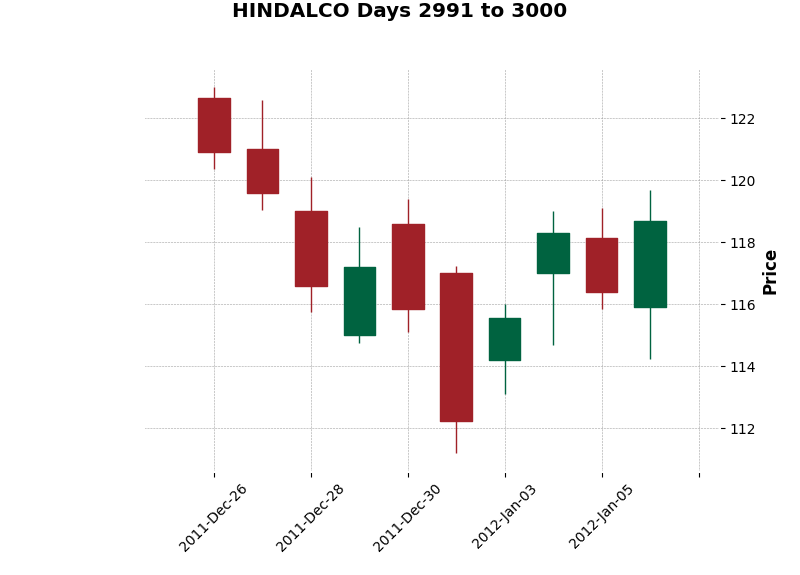 HINDALCO Days 2991 to 3000
122
120
118
116
114
112
Price
2011-Dec-26
2011-Dec-28
2011-Dec-30
2012-Jan-03
2012-Jan-05